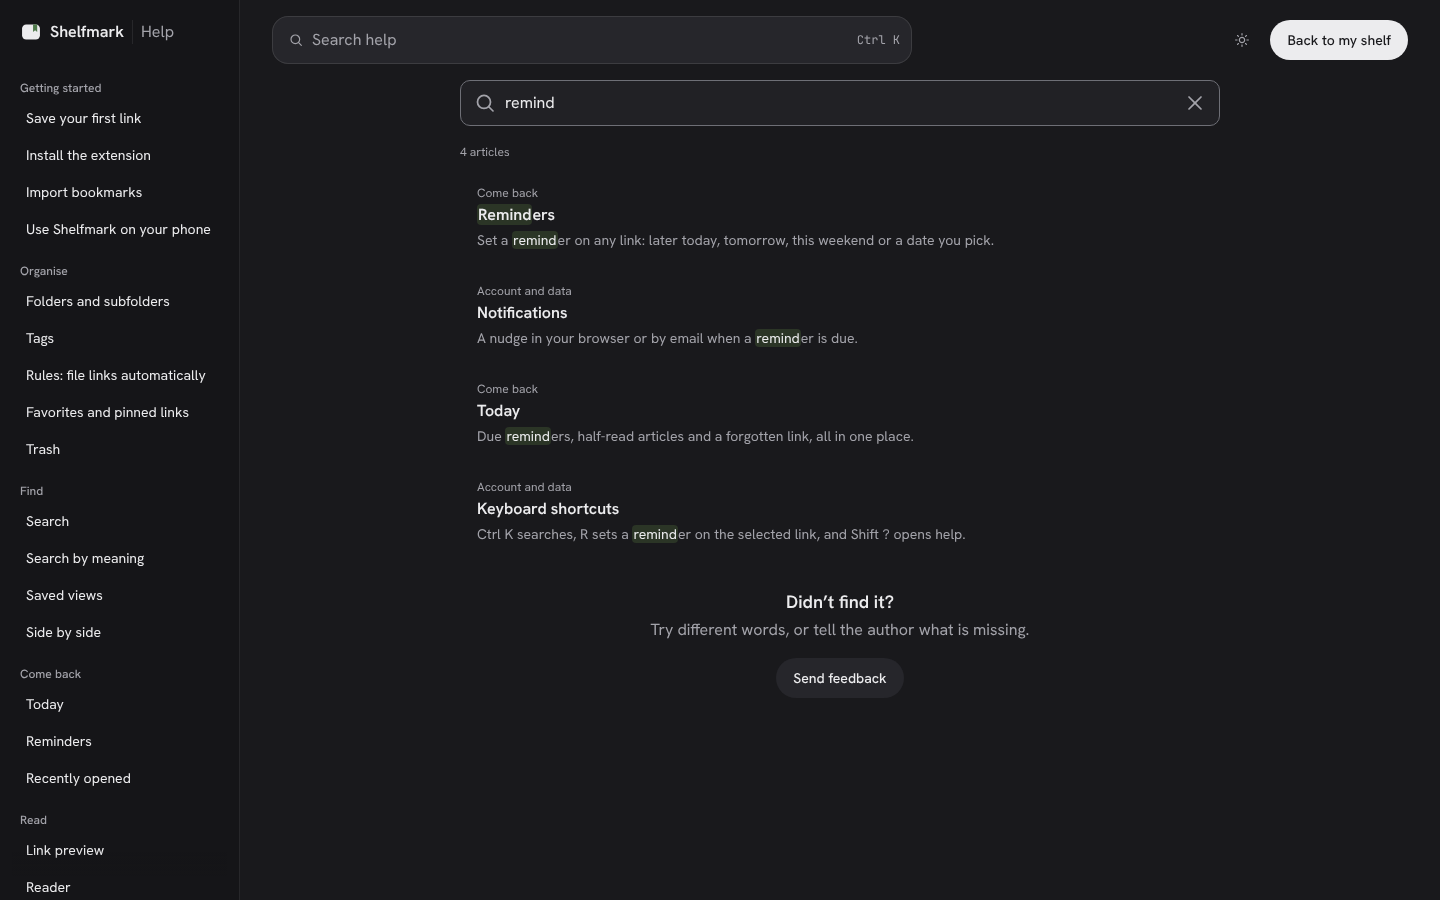 Shelfmark Help
Search help Ctrl K
Back to my shelf
Getting started
Save your first link
Install the extension
Import bookmarks
Use Shelfmark on your phone
Organise
Folders and subfolders
Tags
Rules: file links automatically
Favorites and pinned links
Trash
Find
Search
Search by meaning
Saved views
Side by side
Come back
Today
Reminders
Recently opened
Read
Link preview
Reader
remind
4 articles
Come back
Reminders
Set a reminder on any link: later today, tomorrow, this weekend or a date you pick.
Account and data
Notifications
A nudge in your browser or by email when a reminder is due.
Come back
Today
Due reminders, half-read articles and a forgotten link, all in one place.
Account and data
Keyboard shortcuts
Ctrl K searches, R sets a reminder on the selected link, and Shift ? opens help.
Didn’t find it?
Try different words, or tell the author what is missing.
Send feedback